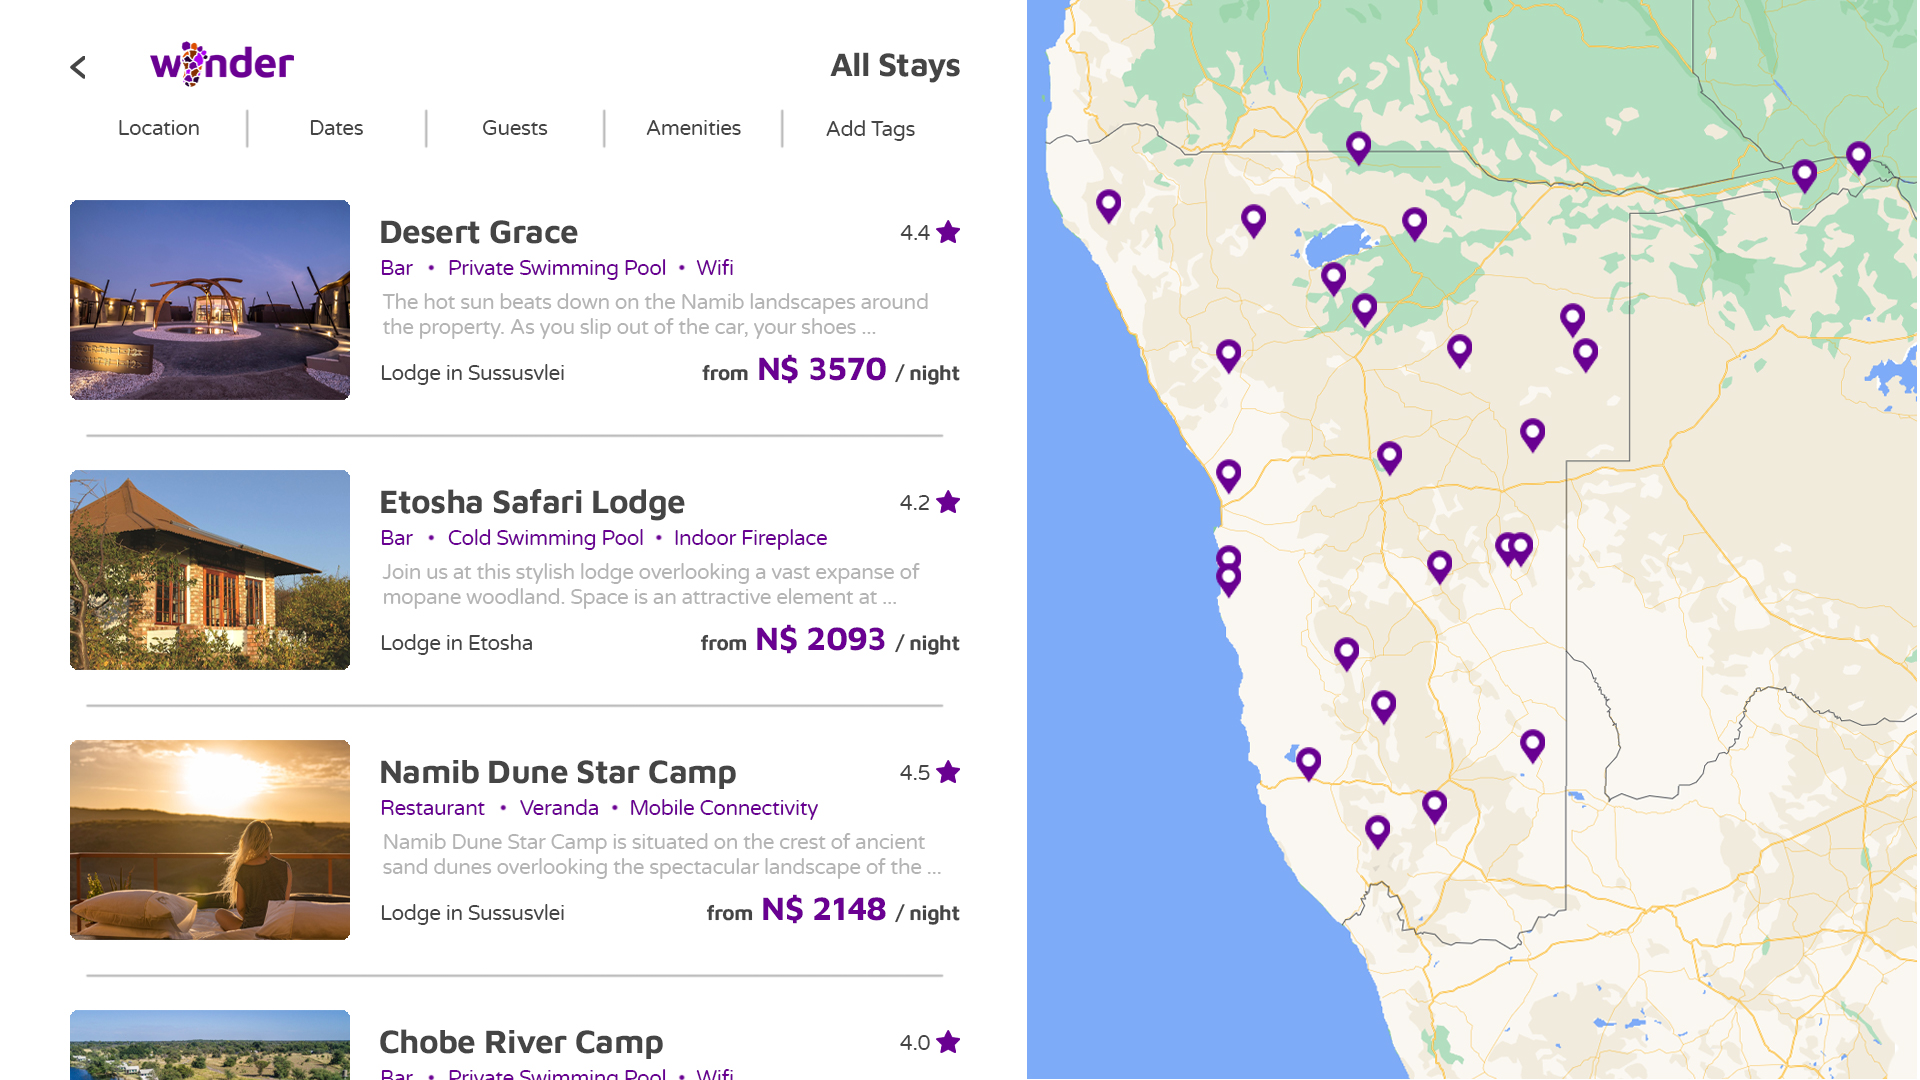 wonder
All Stays
Location
Dates
Guests
Amenities
Add Tags
Desert Grace
4.4
Bar • Private Swimming Pool • Wifi
The hot sun beats down on the Namib landscapes around
the property. As you slip out of the car, your shoes ...
Lodge in Sussusvlei
from N$ 3570 / night
Etosha Safari Lodge
4.2
Bar • Cold Swimming Pool • Indoor Fireplace
Join us at this stylish lodge overlooking a vast expanse of
mopane woodland. Space is an attractive element at ...
Lodge in Etosha
from N$ 2093 / night
Namib Dune Star Camp
4.5
Restaurant • Veranda • Mobile Connectivity
Namib Dune Star Camp is situated on the crest of ancient
sand dunes overlooking the spectacular landscape of the ...
Lodge in Sussusvlei
from N$ 2148 / night
Chobe River Camp
4.0
Bar • Private Swimming Pool • Wifi